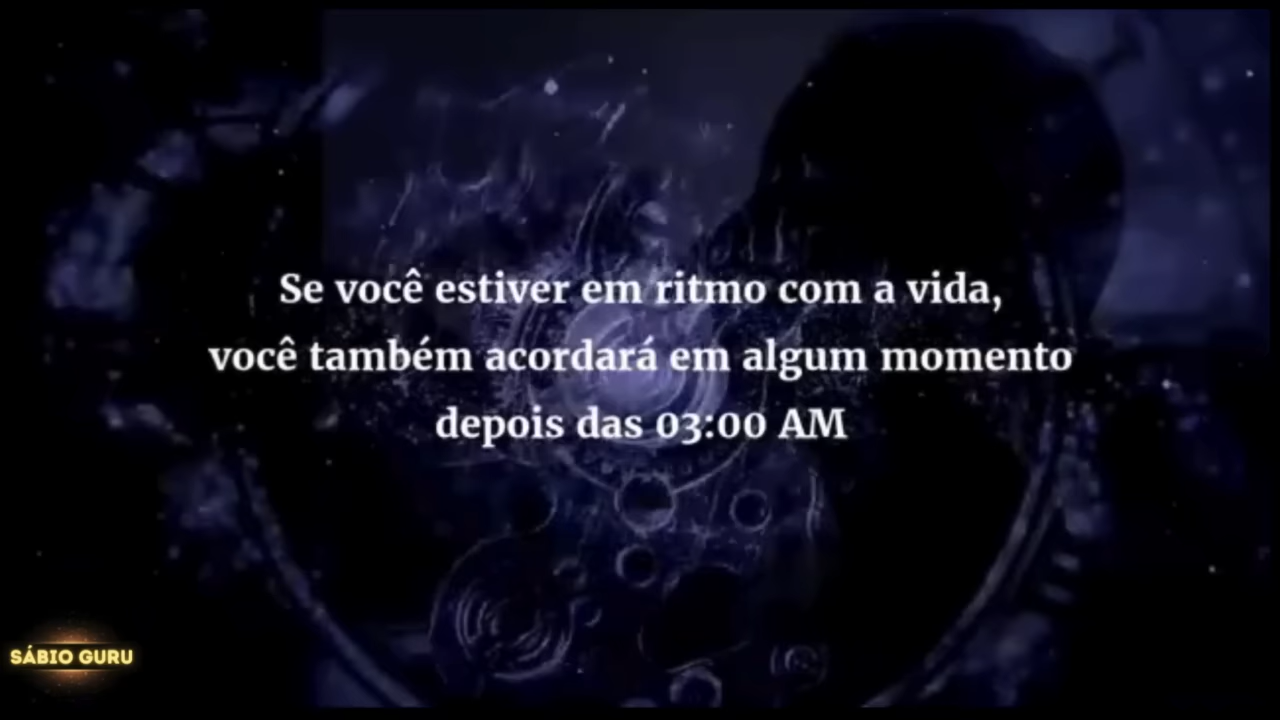 Se você estiver em ritmo com a vida,
você também acordará em algum momento
depois das 03:00 AM
SÁBIO GURU